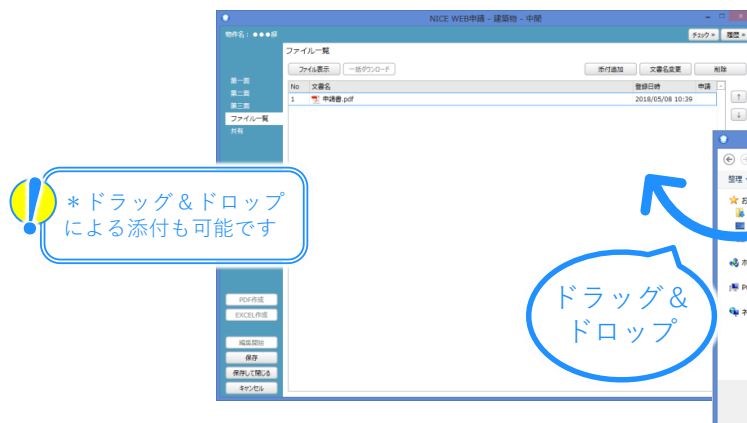 NICE WEB申請 - 建築物 - 中間
物件名: ●●●邸
チェック »
履歴 »
ファイル一覧
ファイル表示
一括ダウンロード
添付追加
文書名変更
削除
No 文書名 登録日時 申請
1 申請書.pdf 2018/05/08 10:39
第一面
第二面
第三面
ファイル一覧
共有
整理
*ドラッグ&ドロップ
による添付も可能です
ドラッグ&
ドロップ
PDF作成
EXCEL作成
編集開始
保存
保存して閉じる
キャンセル